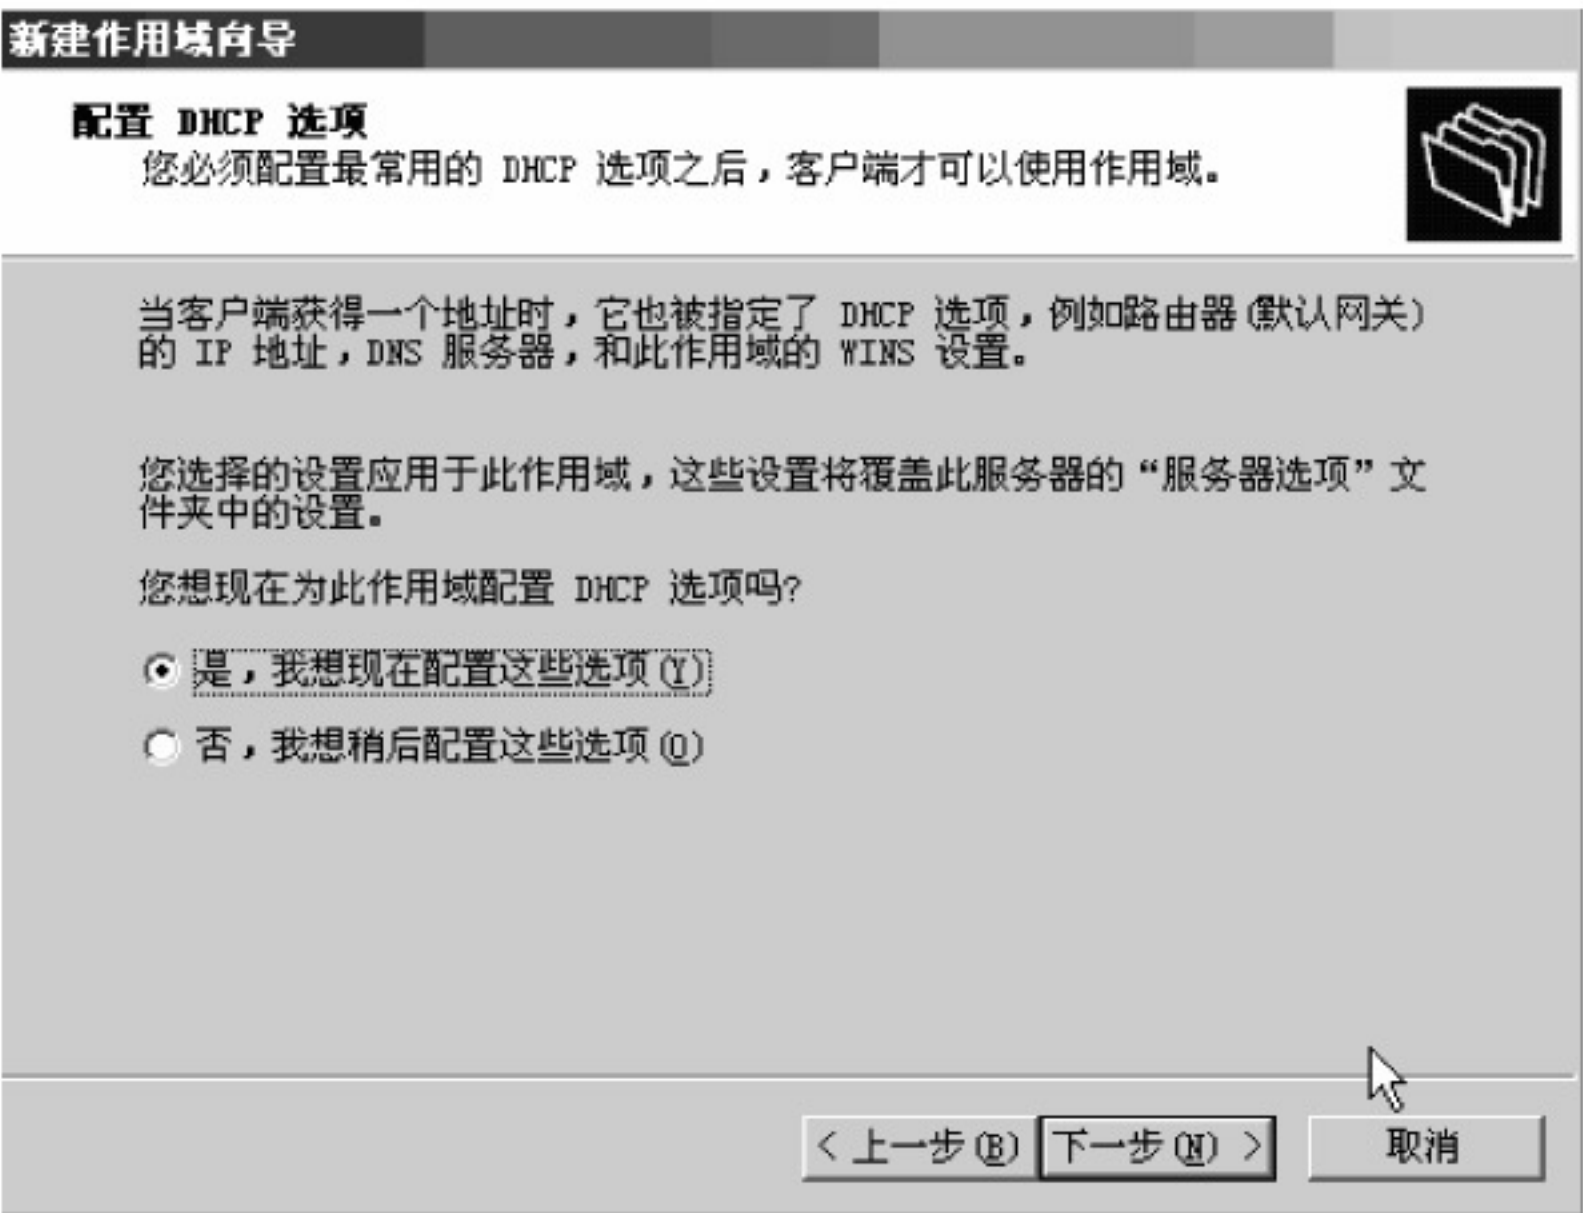 新建作用域向导
配置 DHCP 选项
您必须配置最常用的 DHCP 选项之后，客户端才可以使用作用域。
当客户端获得一个地址时，它也被指定了 DHCP 选项，例如路由器(默认网关)
的 IP 地址，DNS 服务器，和此作用域的 WINS 设置。
您选择的设置应用于此作用域，这些设置将覆盖此服务器的“服务器选项”文
件夹中的设置。
您想现在为此作用域配置 DHCP 选项吗?
是，我想现在配置这些选项(Y)
否，我想稍后配置这些选项(O)
< 上一步(B) 下一步(N) > 取消